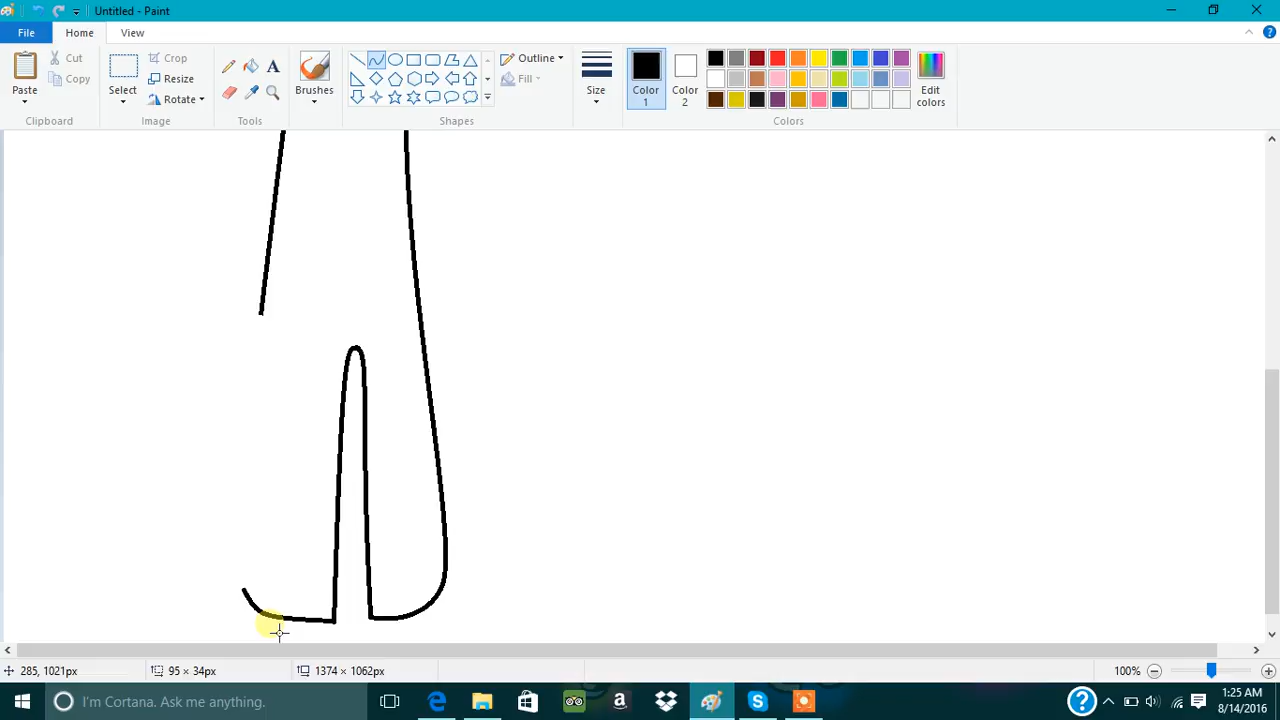 Untitled - Paint
File Home View
Paste
Cut
Copy
Clipboard
Select
Crop
Resize
Rotate
Image
A
Tools
Brushes
Outline
Fill
Shapes
Size
Color 1
Color 2
Edit colors
Colors
285, 1021px
95 × 34px
1374 × 1062px
100%
I'm Cortana. Ask me anything.
1:25 AM
8/14/2016